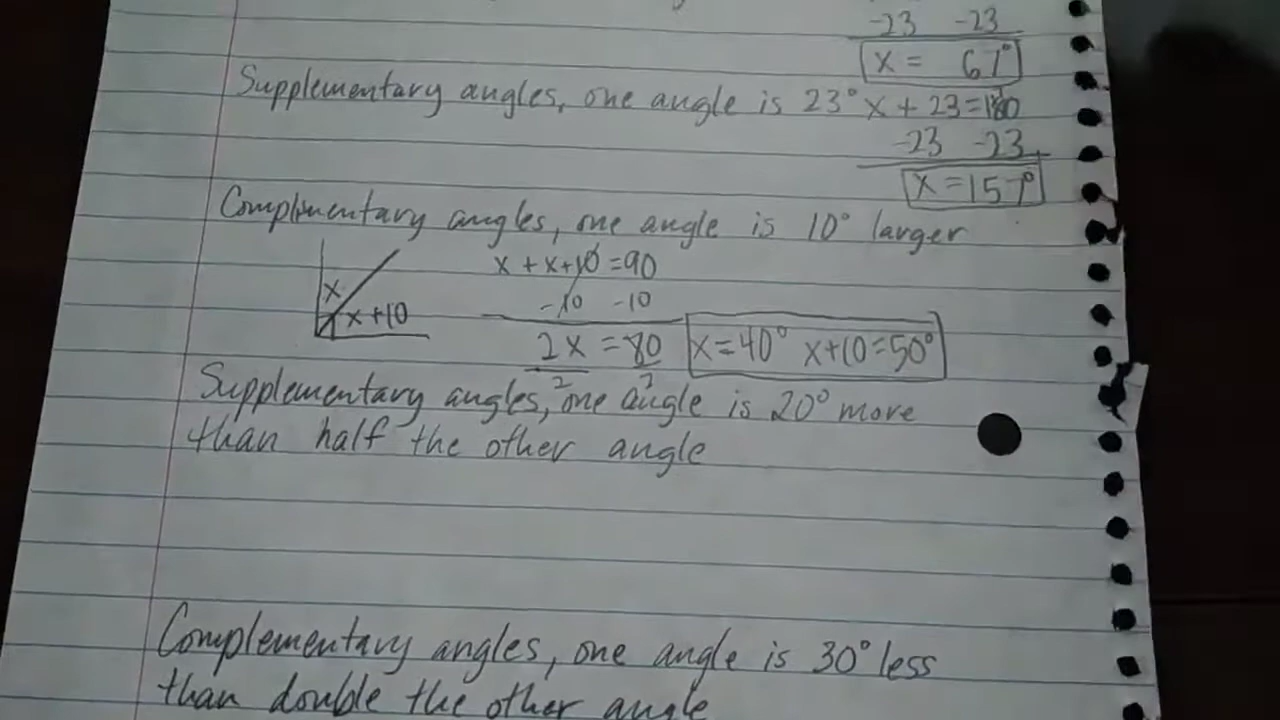 -23 -23
x = 67°
Supplementary angles, one angle is 23° x + 23 = 180
-23 -23
x = 157°
Complimentary angles, one angle is 10° larger
x + x + 10 = 90
x
-10 -10
x + 10
2x = 80 x = 40° x + 10 = 50°
2 2
Supplementary angles, one angle is 20° more
than half the other angle
Complementary angles, one angle is 30° less
than double the other angle